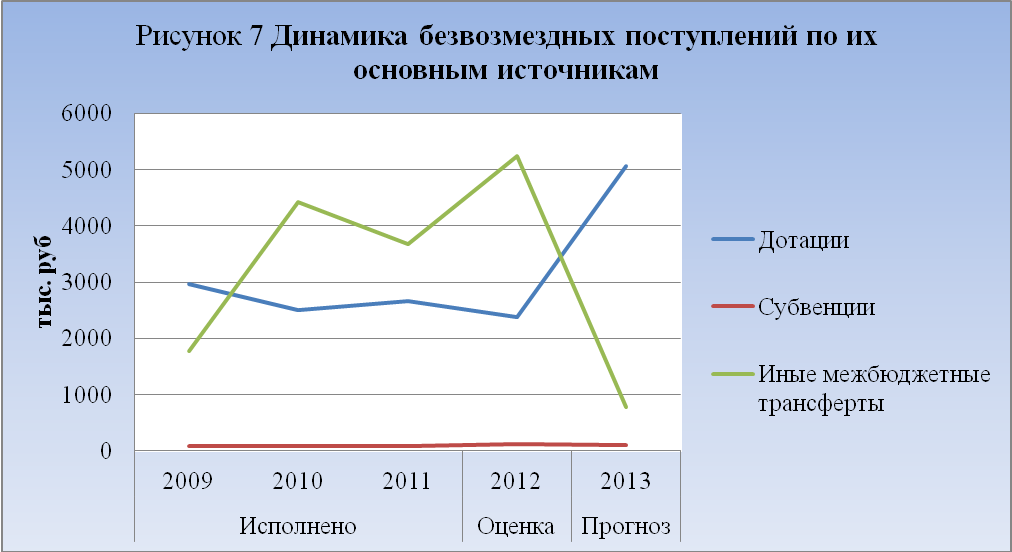 Рисунок 7 Динамика безвозмездных поступлений по их
основным источникам
тыс. руб
6000
5000
4000
3000
2000
1000
0
2009 2010 2011 2012 2013
Исполнено Оценка Прогноз
Дотации
Субвенции
Иные межбюджетные
трансферты